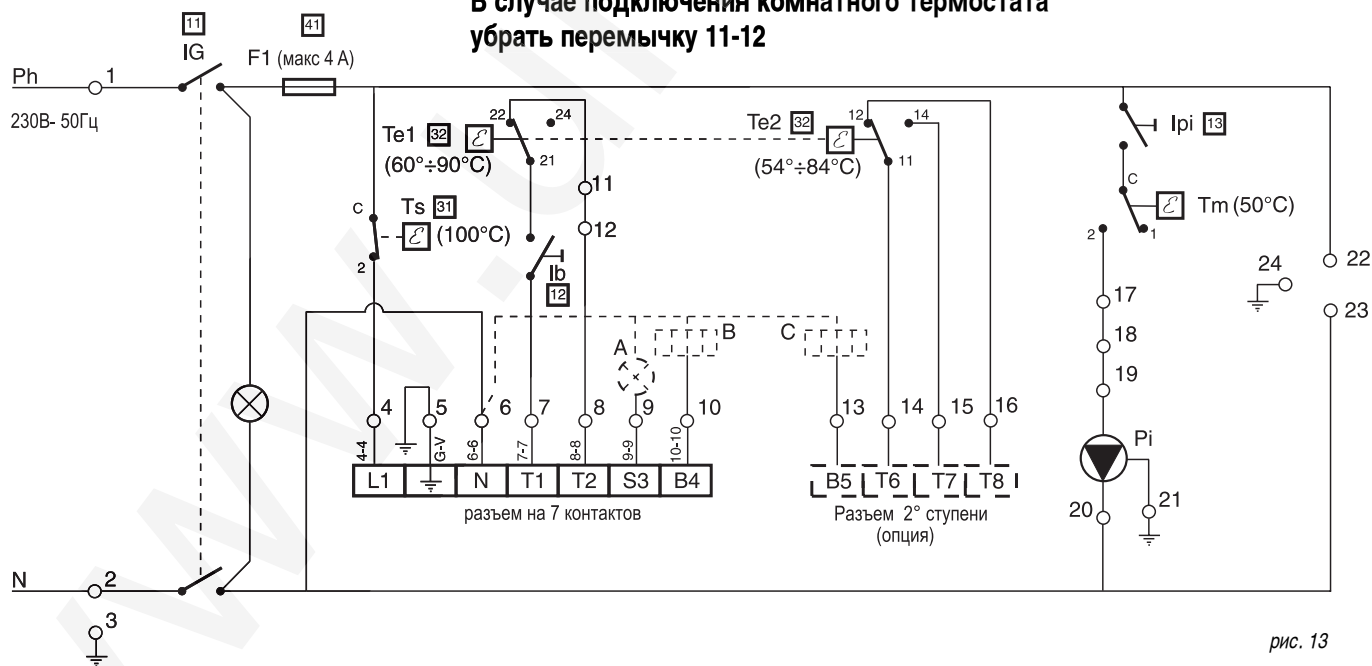 В случае подключения комнатного термостата
убрать перемычку 11-12
11
41
IG
F1 (макс 4 А)
Ph
1
230В- 50Гц
22
24
Te1 32 ℰ
(60°÷90°C)
21
11
12
Te2 32 ℰ
(54°÷84°C)
12
14
11
Ipi 13
C
Tm (50°C)
ℰ
2
1
C
Ts 31
ℰ (100°C)
2
Ib
12
24
22
23
17
18
19
A
B
C
4
5
6
7
8
9
10
13
14
15
16
4-4
G-V
6-6
7-7
8-8
9-9
10-10
L1
N
T1
T2
S3
B4
B5
T6
T7
T8
разъем на 7 контактов
Разъем 2° ступени
(опция)
Pi
20
21
N
2
3
рис. 13